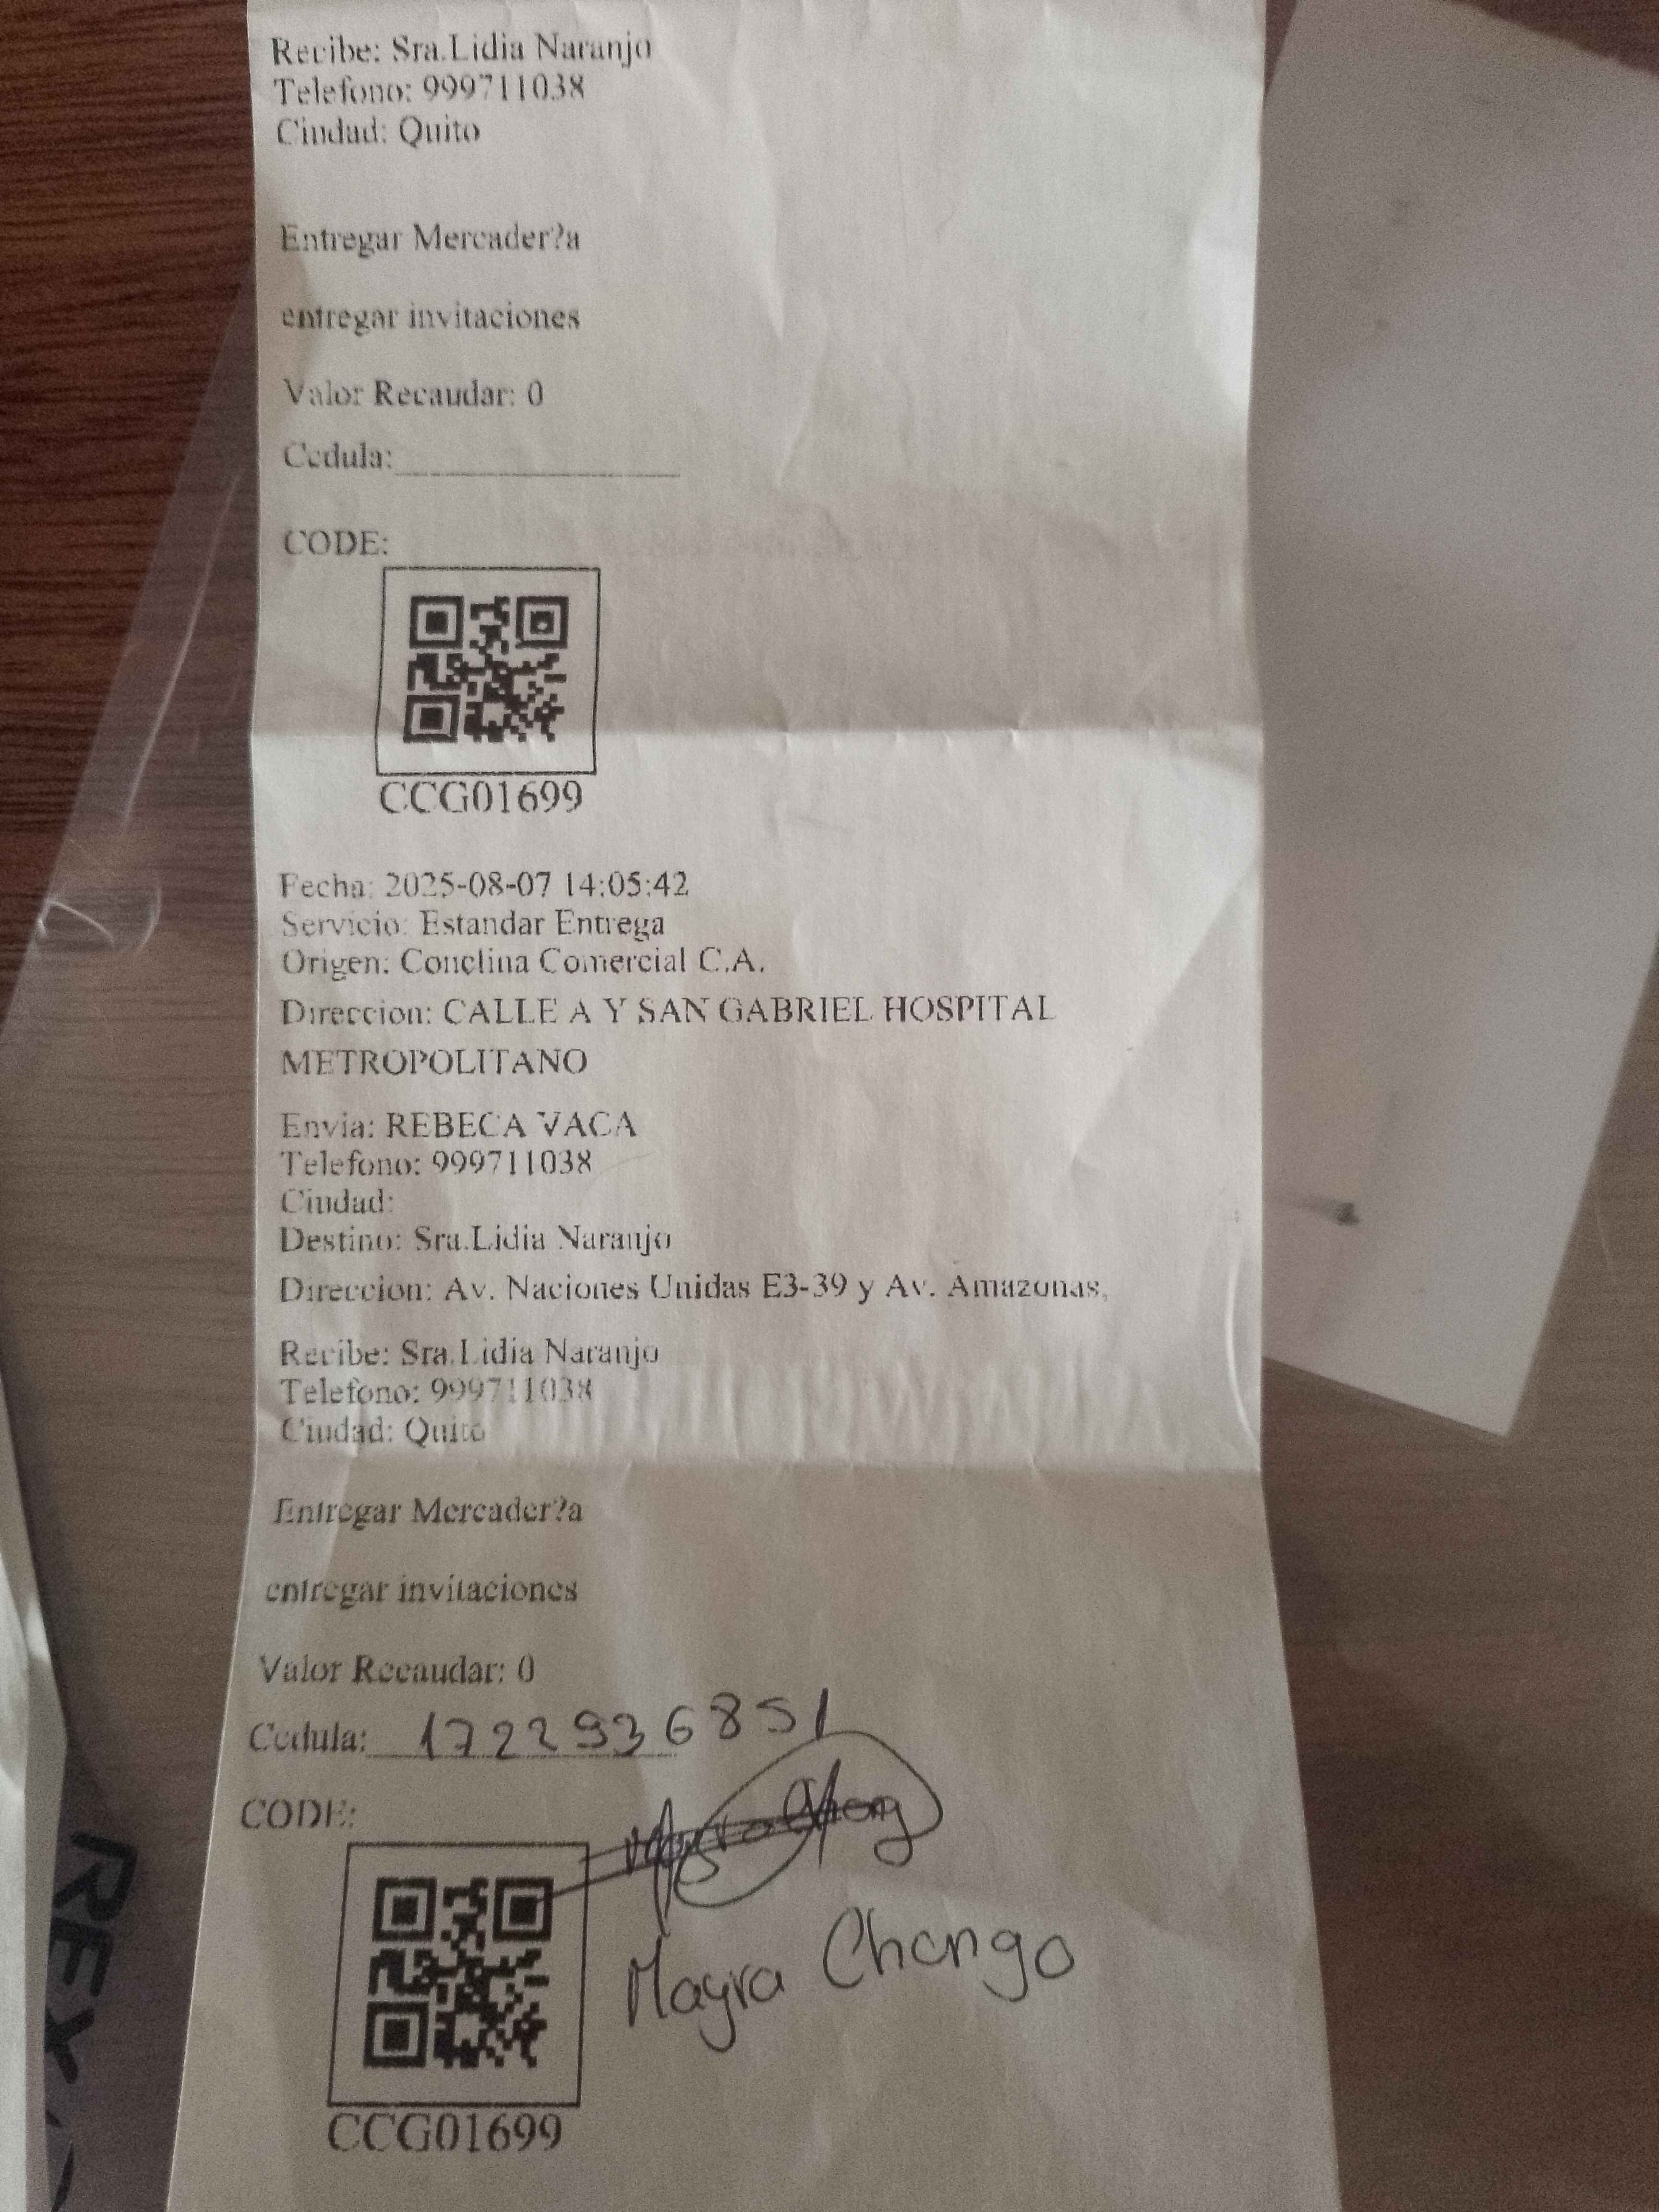 Recibe: Sra.Lidia Naranjo
Telefono: 999711038
Ciudad: Quito
Entregar Mercader?a
entregar invitaciones
Valor Recaudar: 0
Cedula:
CODE:
CCG01699
Fecha: 2025-08-07 14:05:42
Servicio: Estandar Entrega
Origen: Conclina Comercial C.A.
Direccion: CALLE A Y SAN GABRIEL HOSPITAL
METROPOLITANO
Envia: REBECA VACA
Telefono: 999711038
Ciudad:
Destino: Sra.Lidia Naranjo
Direccion: Av. Naciones Unidas E3-39 y Av. Amazonas,
Recibe: Sra.Lidia Naranjo
Telefono: 999711038
Ciudad: Quito
Entregar Mercader?a
entregar invitaciones
Valor Recaudar: 0
Cedula: 1722936851
CODE:
Mayra Chango
CCG01699
REX